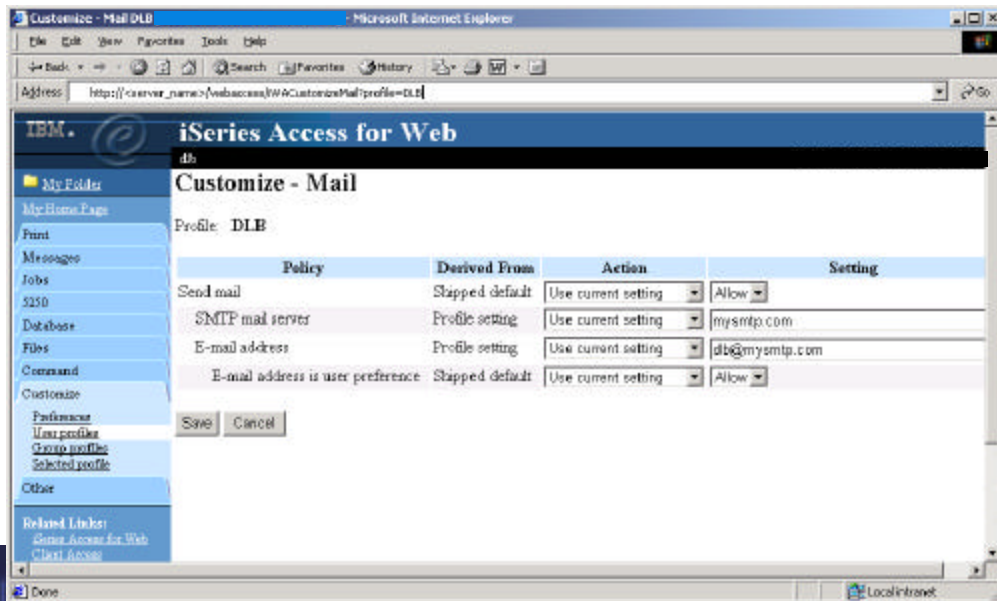 Customize - Mail DLB - Microsoft Internet Explorer
File Edit View Favorites Tools Help
Back Search Favorites History
Address http://<server_name>/webaccess/iWACustomizeMail?profile=DLB Go
IBM.
iSeries Access for Web
dlb
My Folder
My Home Page
Print
Messages
Jobs
5250
Database
Files
Command
Customize
Preferences
User profiles
Group profiles
Selected profile
Other
Related Links:
iSeries Access for Web
Client Access
Customize - Mail
Profile: DLB
Policy Derived From Action Setting
Send mail Shipped default Use current setting Allow
SMTP mail server Profile setting Use current setting mysmtp.com
E-mail address Profile setting Use current setting dlb@mysmtp.com
E-mail address is user preference Shipped default Use current setting Allow
Save Cancel
Done Local intranet